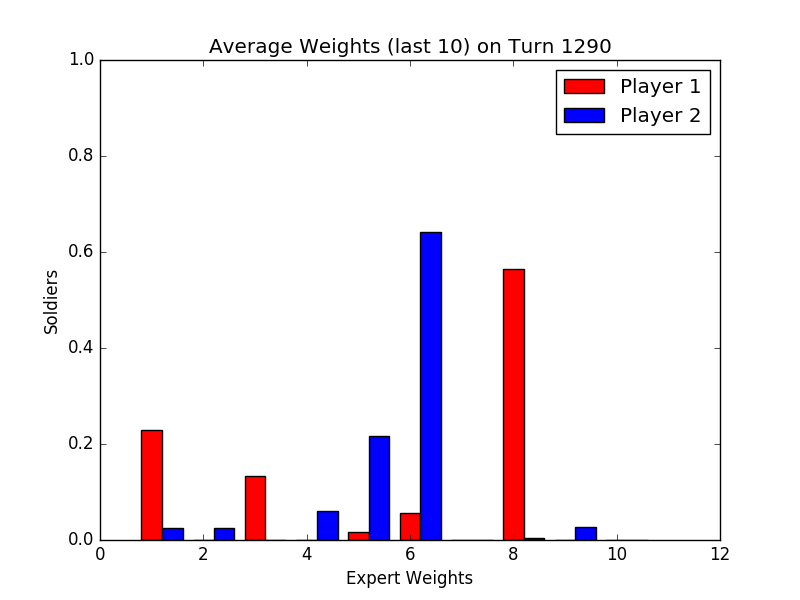 Average Weights (last 10) on Turn 1290
1.0
Player 1
Player 2
0.8
0.6
Soldiers
0.4
0.2
0.0
0 2 4 6 8 10 12
Expert Weights